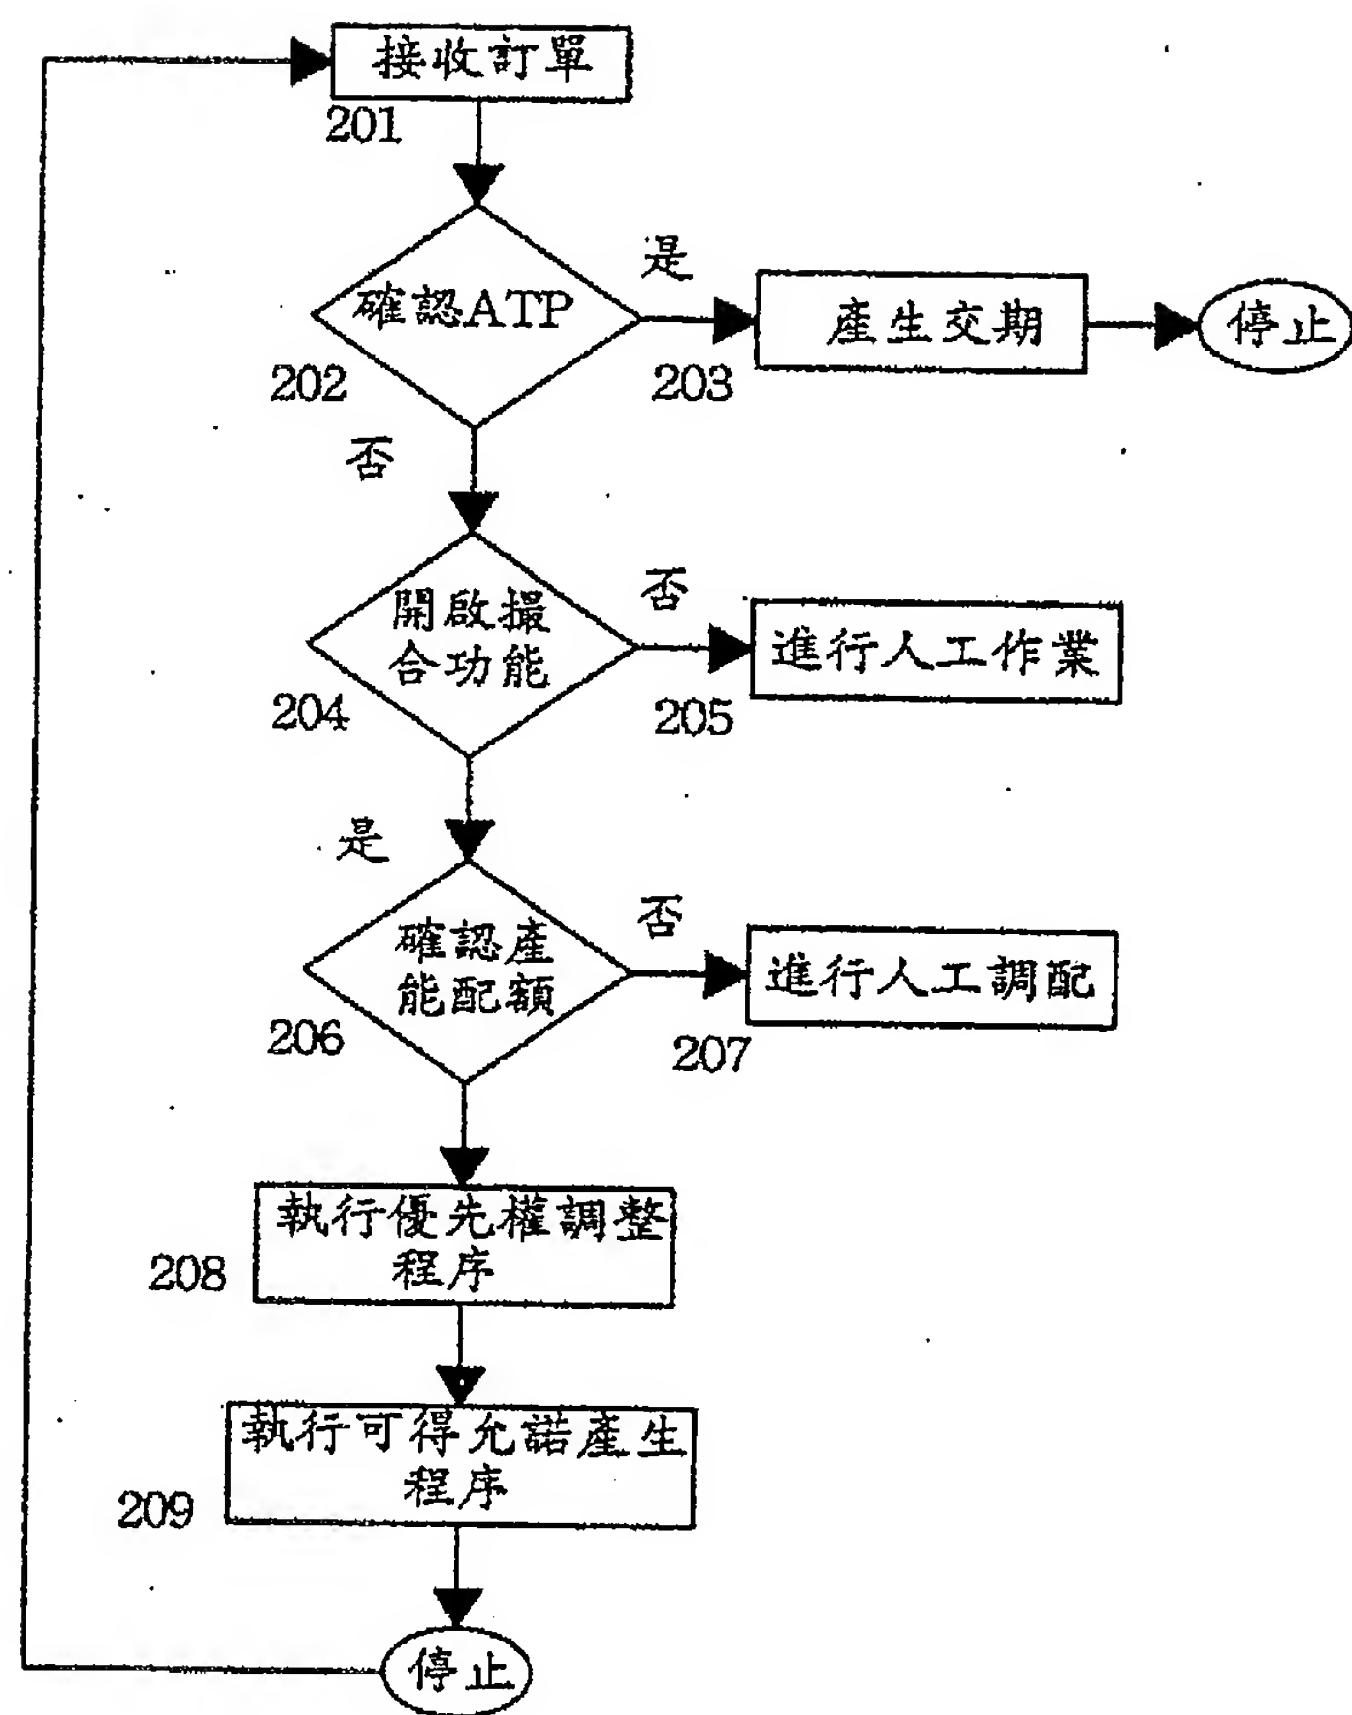 接收訂單
201
確認ATP
是
產生交期
停止
202
203
否
開啟撮
合功能
否
進行人工作業
204
205
是
確認產
能配額
否
進行人工調配
206
207
執行優先權調整
程序
208
執行可得允諾產生
程序
209
停止